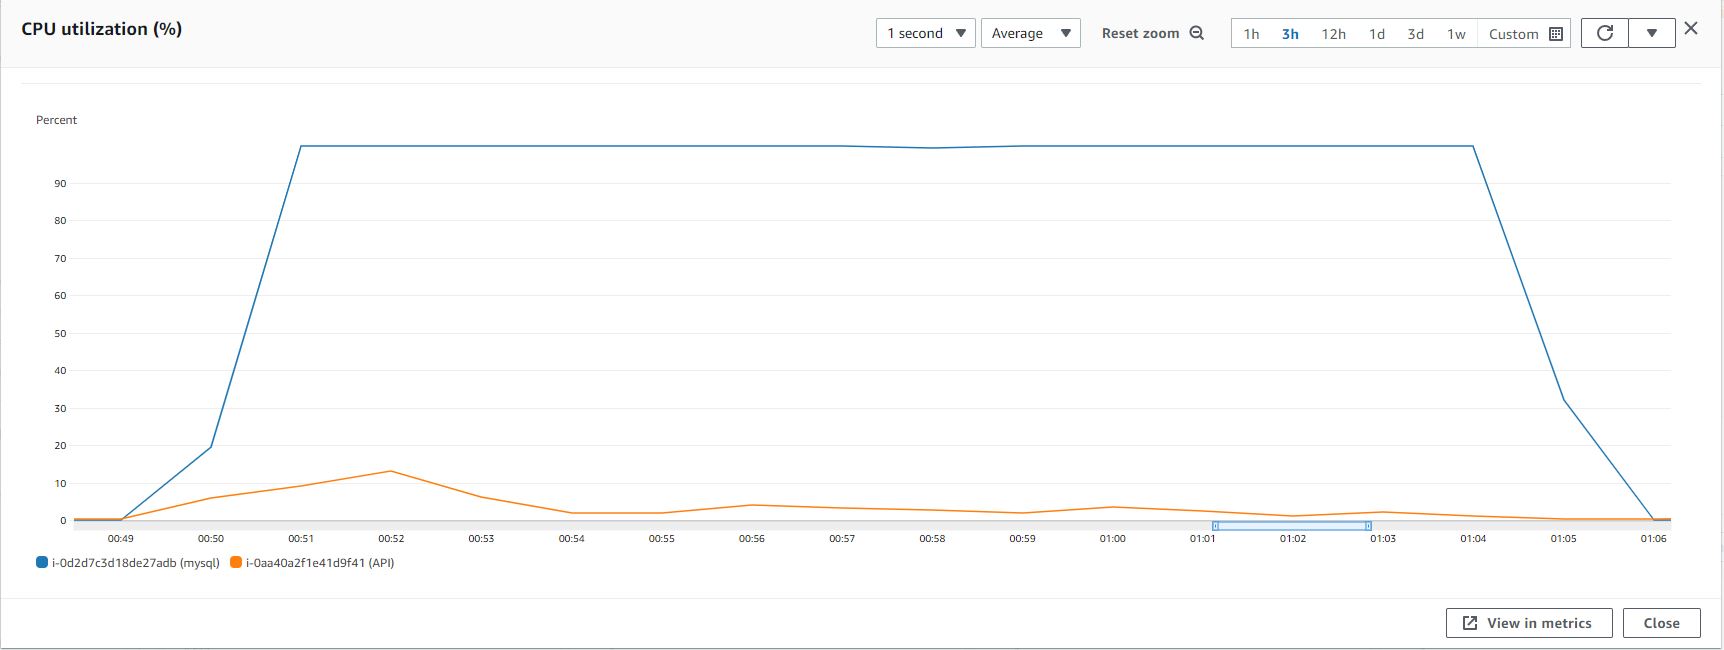 CPU utilization (%)
1 second
Average
Reset zoom
1h 3h 12h 1d 3d 1w Custom
Percent
90
80
70
60
50
40
30
20
10
0
00:49 00:50 00:51 00:52 00:53 00:54 00:55 00:56 00:57 00:58 00:59 01:00 01:01 01:02 01:03 01:04 01:05 01:06
i-0d2d7c3d18de27adb (mysql) i-0aa40a2f1e41d9f41 (API)
View in metrics
Close